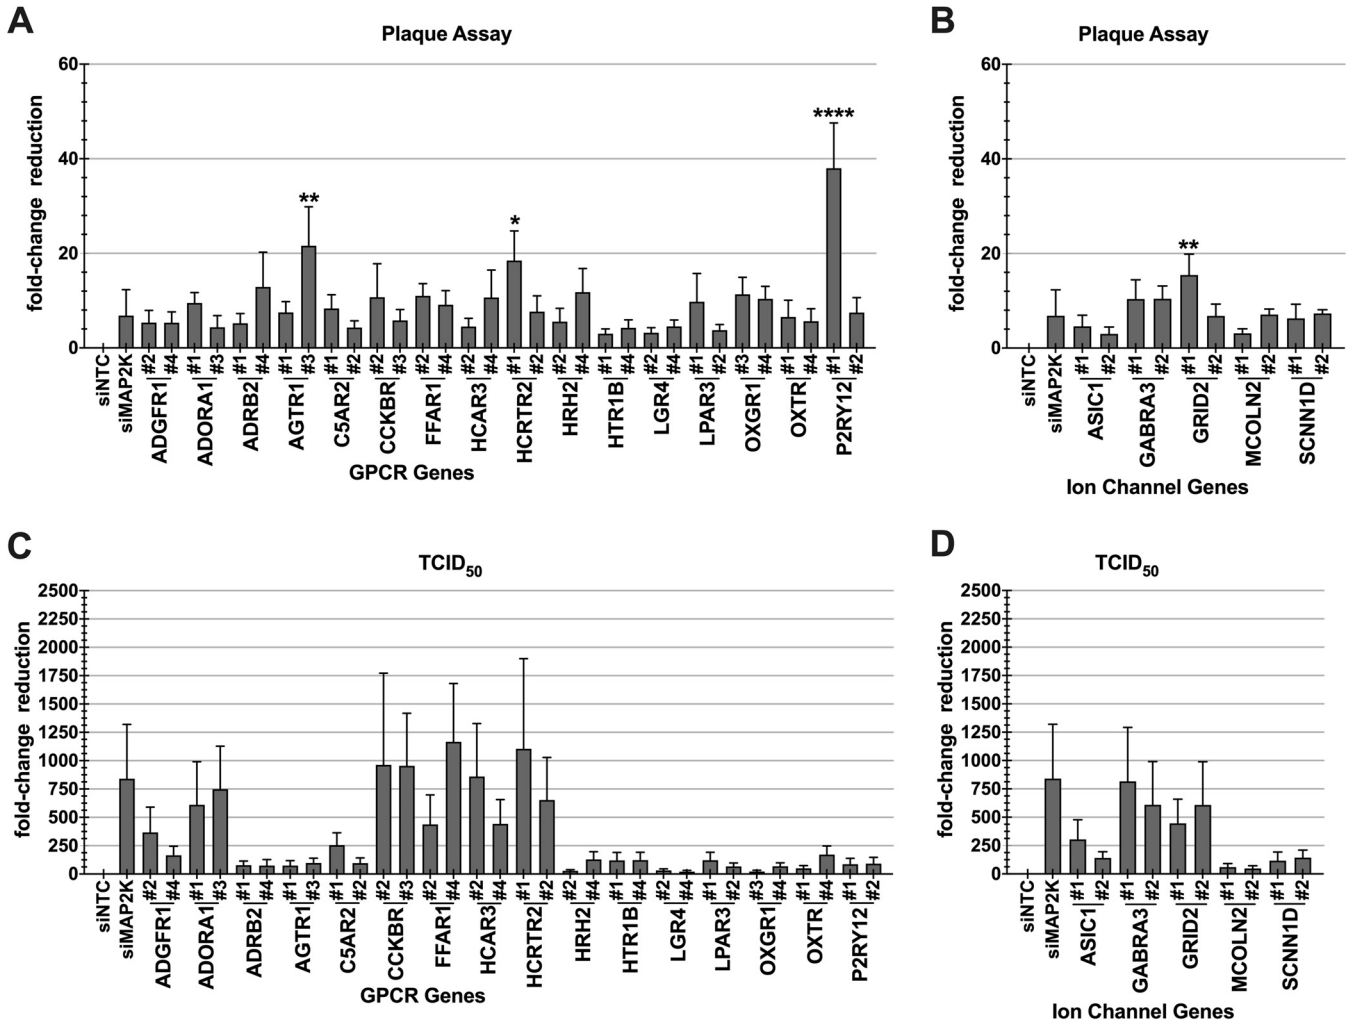 A
Plaque Assay
fold-change reduction
60
40
20
0
**
*
****
siNTC
siMAP2K
#2 #4 #1 #3 #1 #4 #1 #3 #1 #2 #2 #3 #2 #4 #2 #4 #1 #2 #2 #4 #1 #4 #2 #4 #1 #2 #3 #4 #1 #4 #1 #2
ADGFR1 ADORA1 ADRB2 AGTR1 C5AR2 CCKBR FFAR1 HCAR3 HCRTR2 HRH2 HTR1B LGR4 LPAR3 OXGR1 OXTR P2RY12
GPCR Genes
B
Plaque Assay
fold-change reduction
60
40
20
0
**
siNTC
siMAP2K
#1 #2 #1 #2 #1 #2 #1 #2 #1 #2
ASIC1 GABRA3 GRID2 MCOLN2 SCNN1D
Ion Channel Genes
C
TCID50
fold-change reduction
2500
2250
2000
1750
1500
1250
1000
750
500
250
0
siNTC
siMAP2K
#2 #4 #1 #3 #1 #4 #1 #3 #1 #2 #2 #3 #2 #4 #2 #4 #1 #2 #2 #4 #1 #4 #2 #4 #1 #2 #3 #4 #1 #4 #1 #2
ADGFR1 ADORA1 ADRB2 AGTR1 C5AR2 CCKBR FFAR1 HCAR3 HCRTR2 HRH2 HTR1B LGR4 LPAR3 OXGR1 OXTR P2RY12
GPCR Genes
D
TCID50
fold-change reduction
2500
2250
2000
1750
1500
1250
1000
750
500
250
0
siNTC
siMAP2K
#1 #2 #1 #2 #1 #2 #1 #2 #1 #2
ASIC1 GABRA3 GRID2 MCOLN2 SCNN1D
Ion Channel Genes